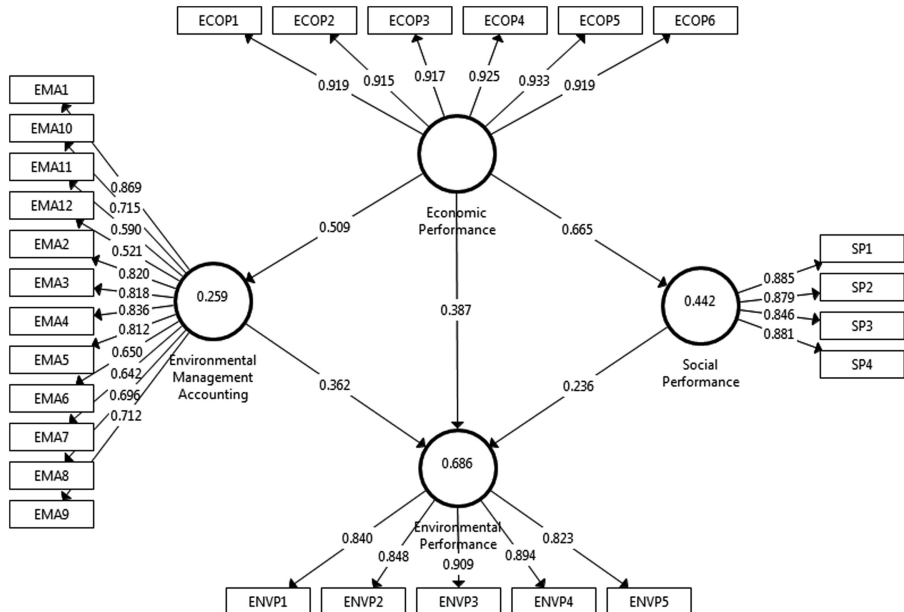 ECOP1 ECOP2 ECOP3 ECOP4 ECOP5 ECOP6
0.919 0.915 0.917 0.925 0.933 0.919
EMA1
EMA10
EMA11
EMA12
EMA2
EMA3
EMA4
EMA5
EMA6
EMA7
EMA8
EMA9
0.869
0.715
0.590
0.521
0.820
0.818
0.836
0.812
0.650
0.642
0.696
0.712
Economic
Performance
0.509
0.665
0.387
0.259
Environmental
Management
Accounting
0.442
Social
Performance
0.885
0.879
0.846
0.881
SP1
SP2
SP3
SP4
0.362
0.236
0.686
Environmental
Performance
0.840 0.848 0.909 0.894 0.823
ENVP1 ENVP2 ENVP3 ENVP4 ENVP5